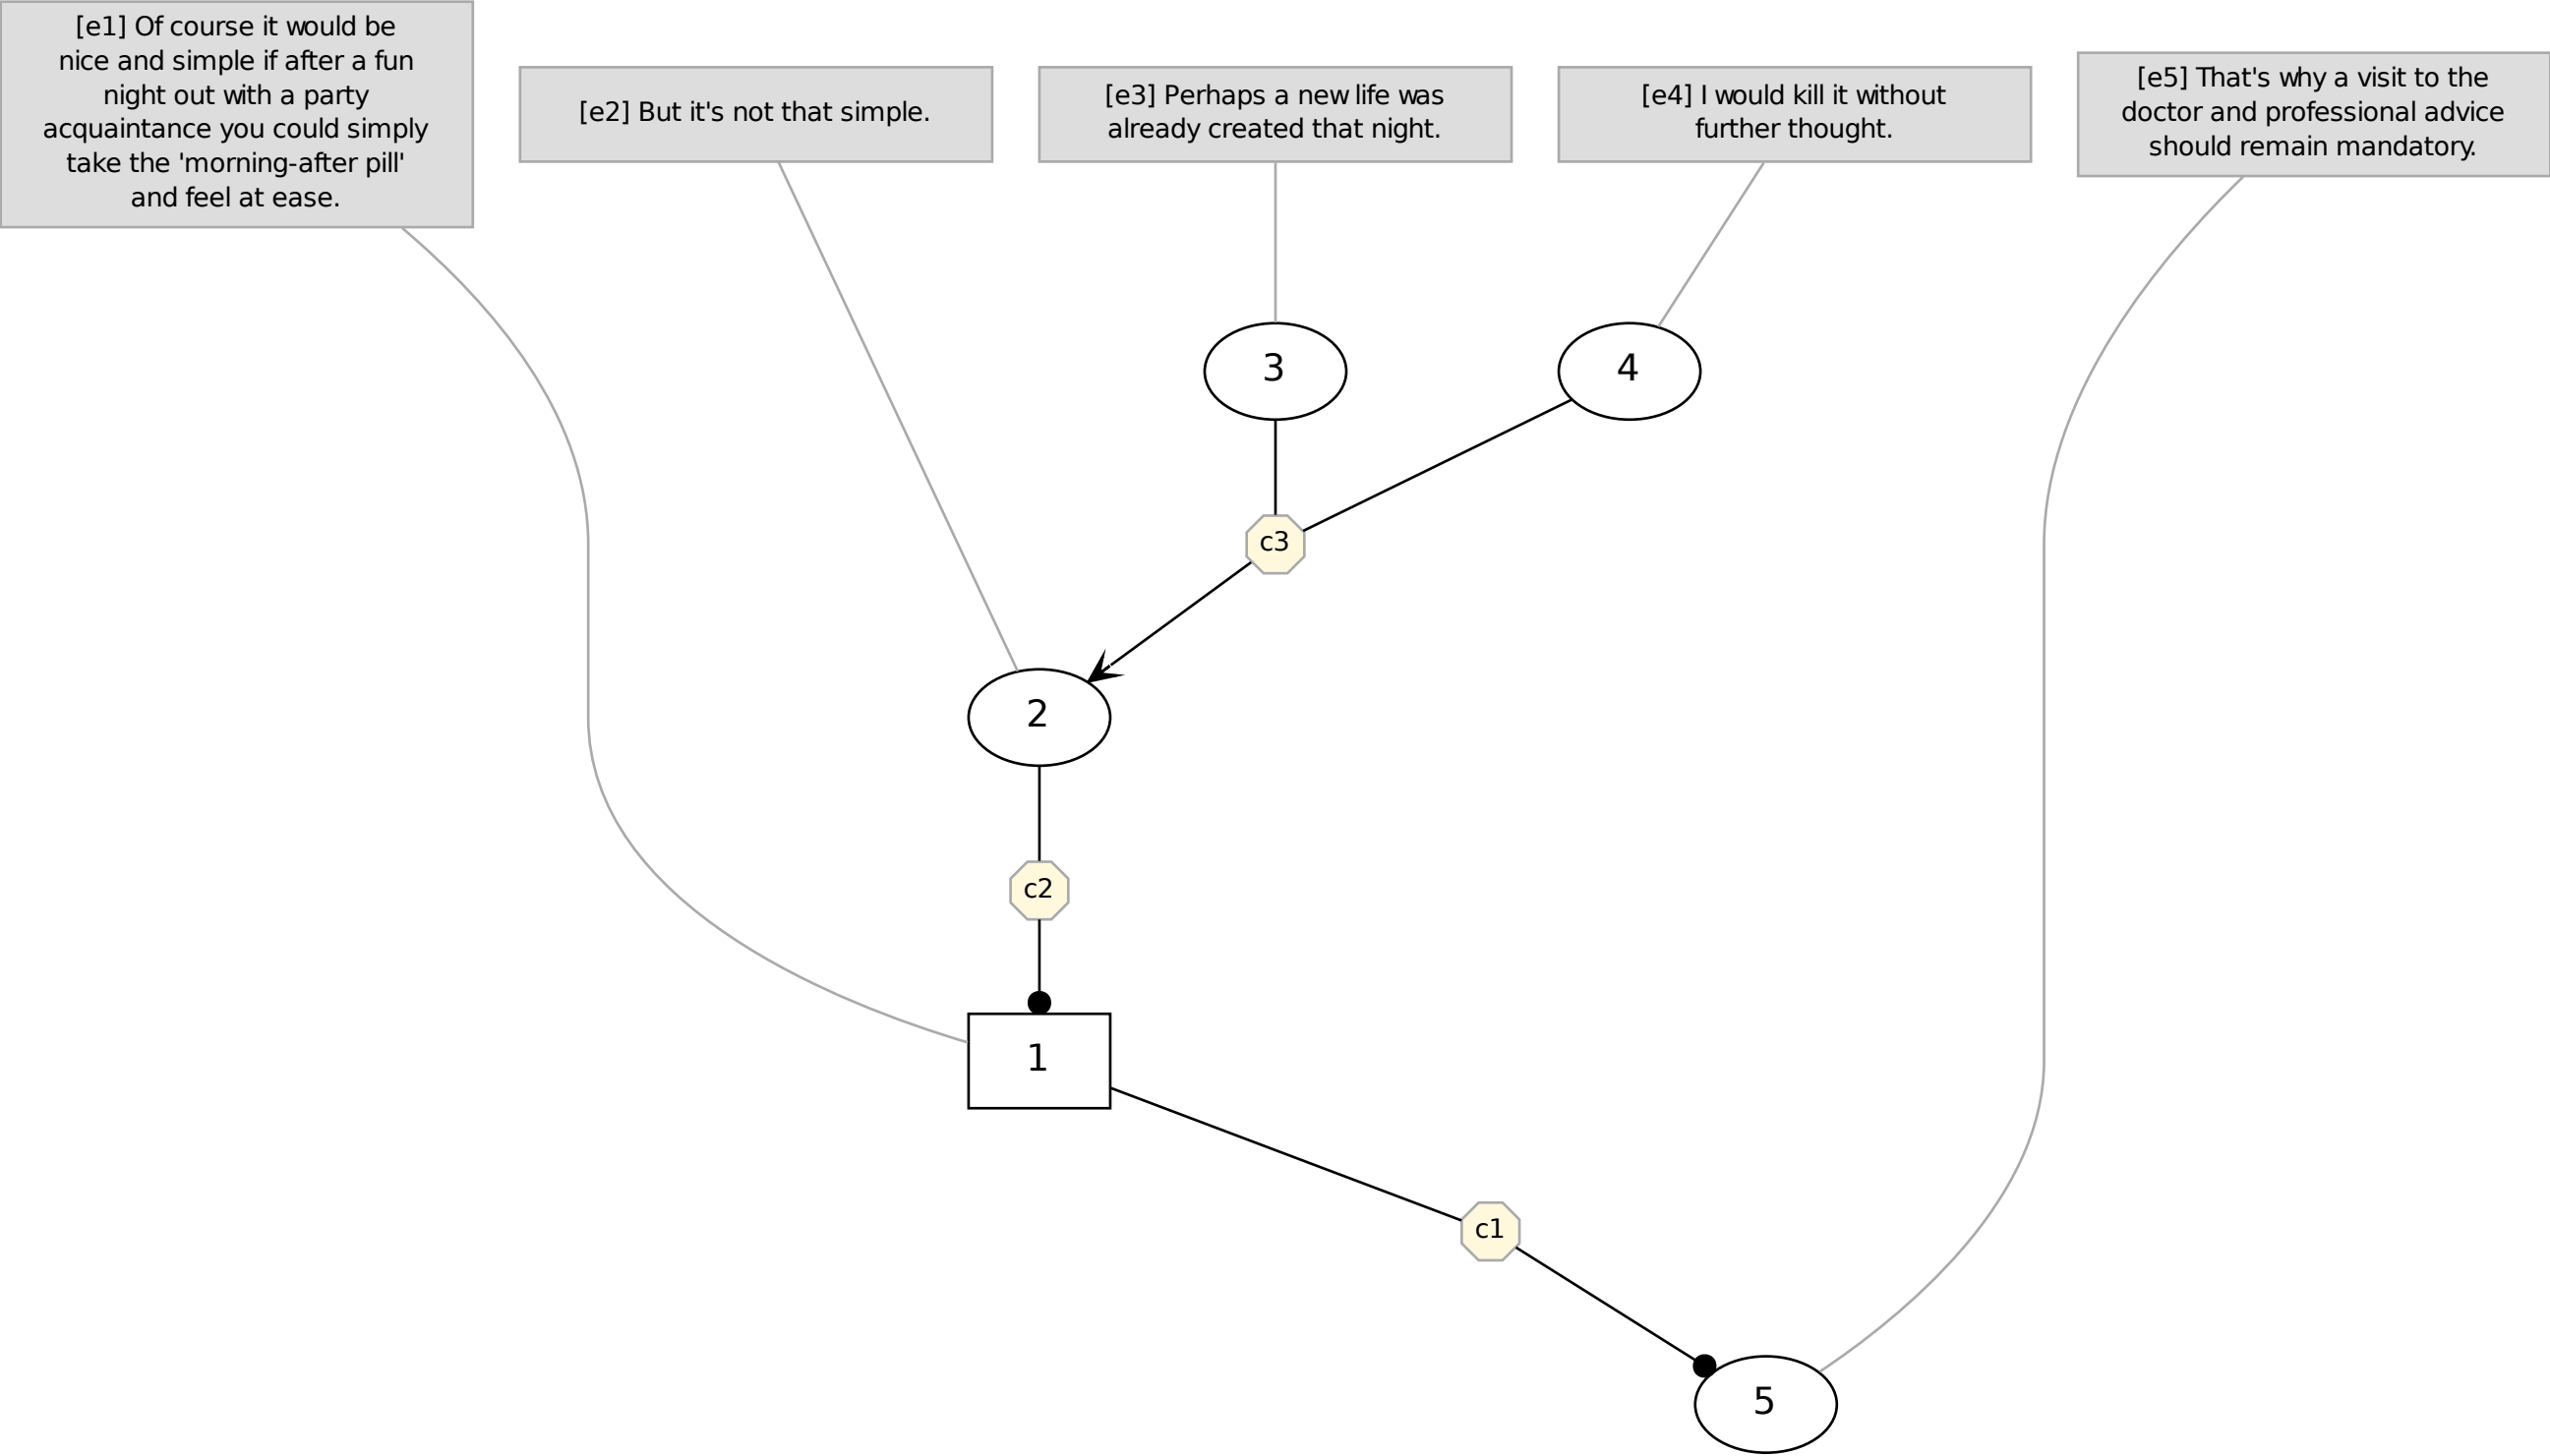 [e1] Of course it would be
nice and simple if after a fun
night out with a party
acquaintance you could simply
take the 'morning-after pill'
and feel at ease.
[e2] But it's not that simple.
[e3] Perhaps a new life was
already created that night.
[e4] I would kill it without
further thought.
[e5] That's why a visit to the
doctor and professional advice
should remain mandatory.
3
4
c3
2
c2
1
c1
5